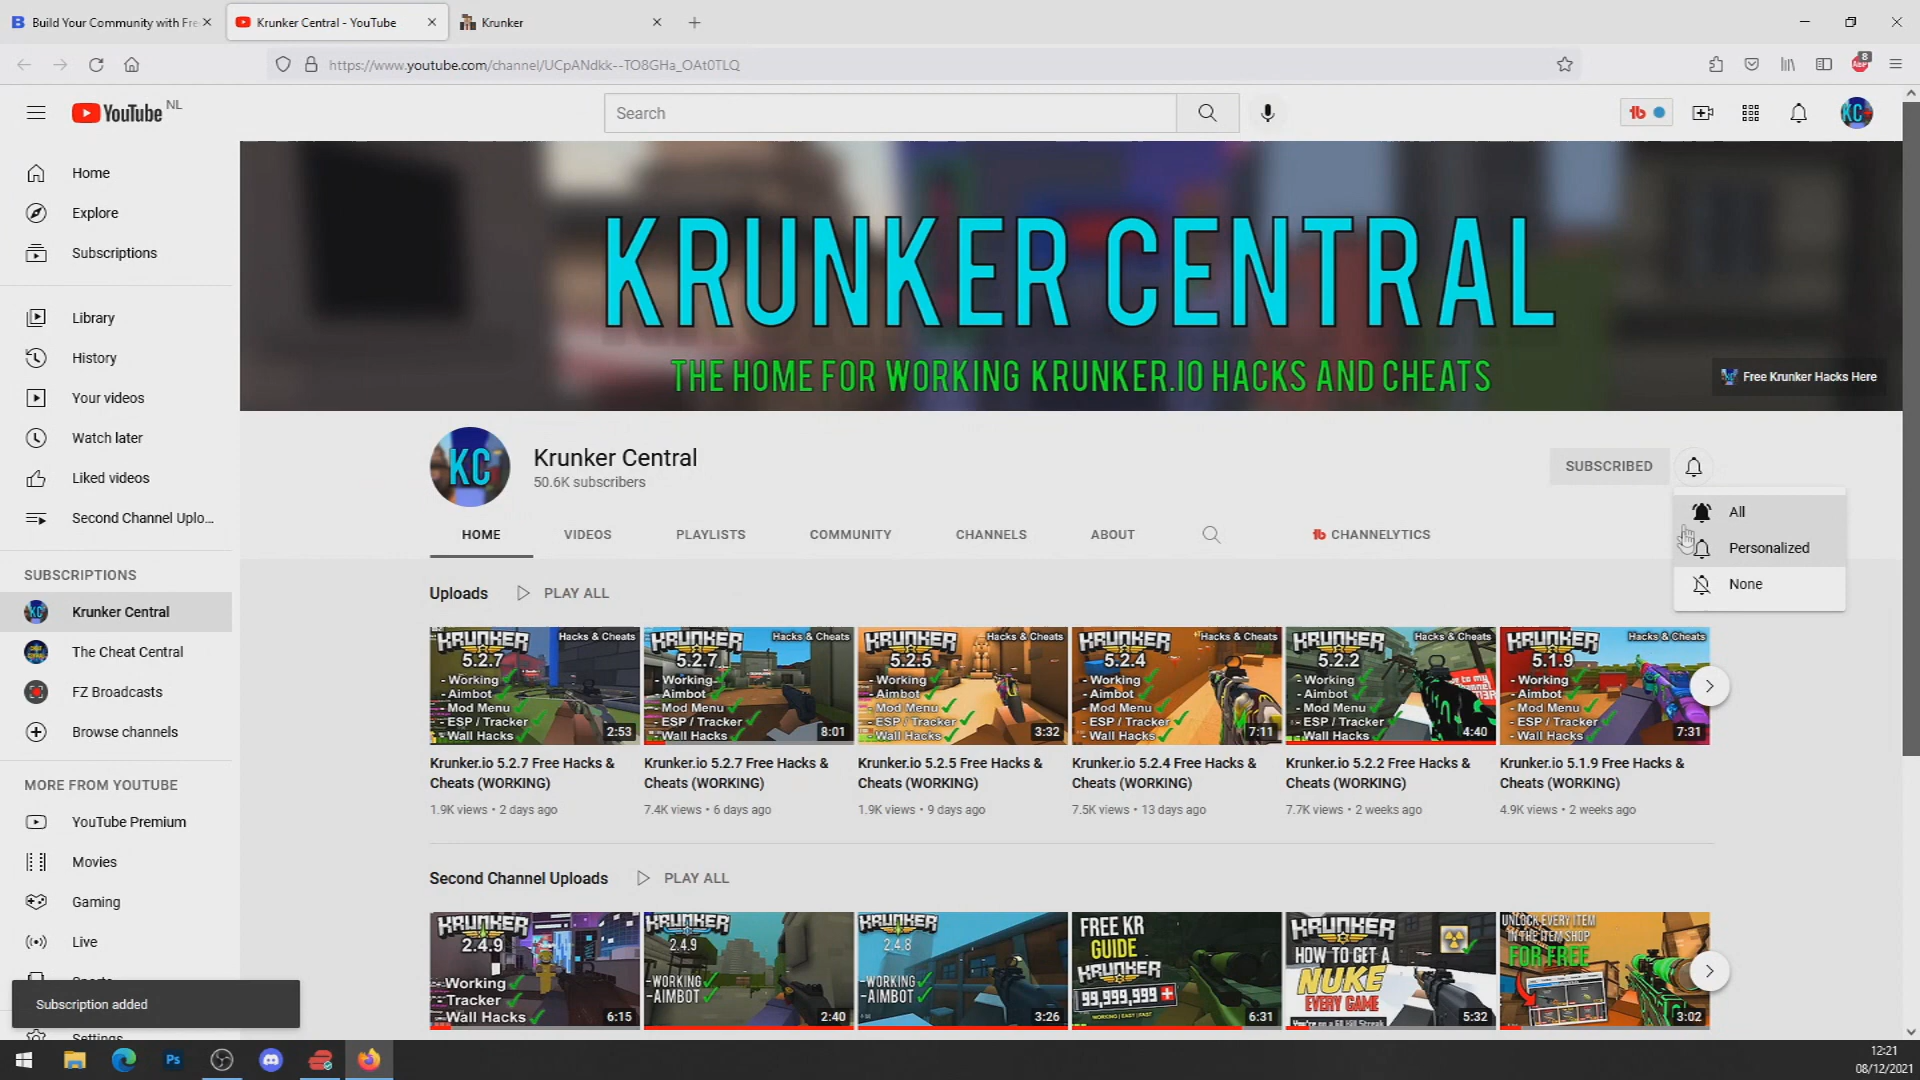 Build Your Community with Fre
Krunker Central - YouTube
Krunker
https://www.youtube.com/channel/UCpANdkk--TO8GHa_OAt0TLQ
8
YouTube NL
Search
KC
Home
Explore
Subscriptions
Library
History
Your videos
Watch later
Liked videos
Second Channel Uplo...
SUBSCRIPTIONS
Krunker Central
The Cheat Central
FZ Broadcasts
Browse channels
MORE FROM YOUTUBE
YouTube Premium
Movies
Gaming
Live
Settings
Subscription added
KRUNKER CENTRAL
THE HOME FOR WORKING KRUNKER.IO HACKS AND CHEATS
Free Krunker Hacks Here
KC
Krunker Central
50.6K subscribers
SUBSCRIBED
All
Personalized
None
HOME
VIDEOS
PLAYLISTS
COMMUNITY
CHANNELS
ABOUT
CHANNELYTICS
Uploads
PLAY ALL
KRUNKER Hacks & Cheats
5.2.7
- Working
- Aimbot
- Mod Menu
- ESP / Tracker
- Wall Hacks
2:53
Krunker.io 5.2.7 Free Hacks &
Cheats (WORKING)
1.9K views • 2 days ago
KRUNKER Hacks & Cheats
5.2.7
- Working
- Aimbot
- Mod Menu
- ESP / Tracker
- Wall Hacks
8:01
Krunker.io 5.2.7 Free Hacks &
Cheats (WORKING)
7.4K views • 6 days ago
KRUNKER Hacks & Cheats
5.2.5
- Working
- Aimbot
- Mod Menu
- ESP / Tracker
- Wall Hacks
3:32
Krunker.io 5.2.5 Free Hacks &
Cheats (WORKING)
1.9K views • 9 days ago
KRUNKER Hacks & Cheats
5.2.4
- Working
- Aimbot
- Mod Menu
- ESP / Tracker
- Wall Hacks
7:11
Krunker.io 5.2.4 Free Hacks &
Cheats (WORKING)
7.5K views • 13 days ago
KRUNKER Hacks & Cheats
5.2.2
- Working
- Aimbot
- Mod Menu
- ESP / Tracker
- Wall Hacks
4:40
Krunker.io 5.2.2 Free Hacks &
Cheats (WORKING)
7.7K views • 2 weeks ago
KRUNKER Hacks & Cheats
5.1.9
- Working
- Aimbot
- Mod Menu
- ESP / Tracker
- Wall Hacks
7:31
Krunker.io 5.1.9 Free Hacks &
Cheats (WORKING)
4.9K views • 2 weeks ago
Second Channel Uploads
PLAY ALL
KRUNKER
2.4.9
- Working
- Tracker
- Wall Hacks
6:15
KRUNKER
2.4.9
-WORKING
-AIMBOT
2:40
KRUNKER
2.4.8
-WORKING
-AIMBOT
3:26
FREE KR
GUIDE
KRUNKER
99,999,999
WORKING | EASY | FAST
6:31
KRUNKER
HOW TO GET A
NUKE
EVERY GAME
5:32
UNLOCK EVERY ITEM
IN THE ITEM SHOP
FOR FREE
3:02
Ps
12:21
08/12/2021